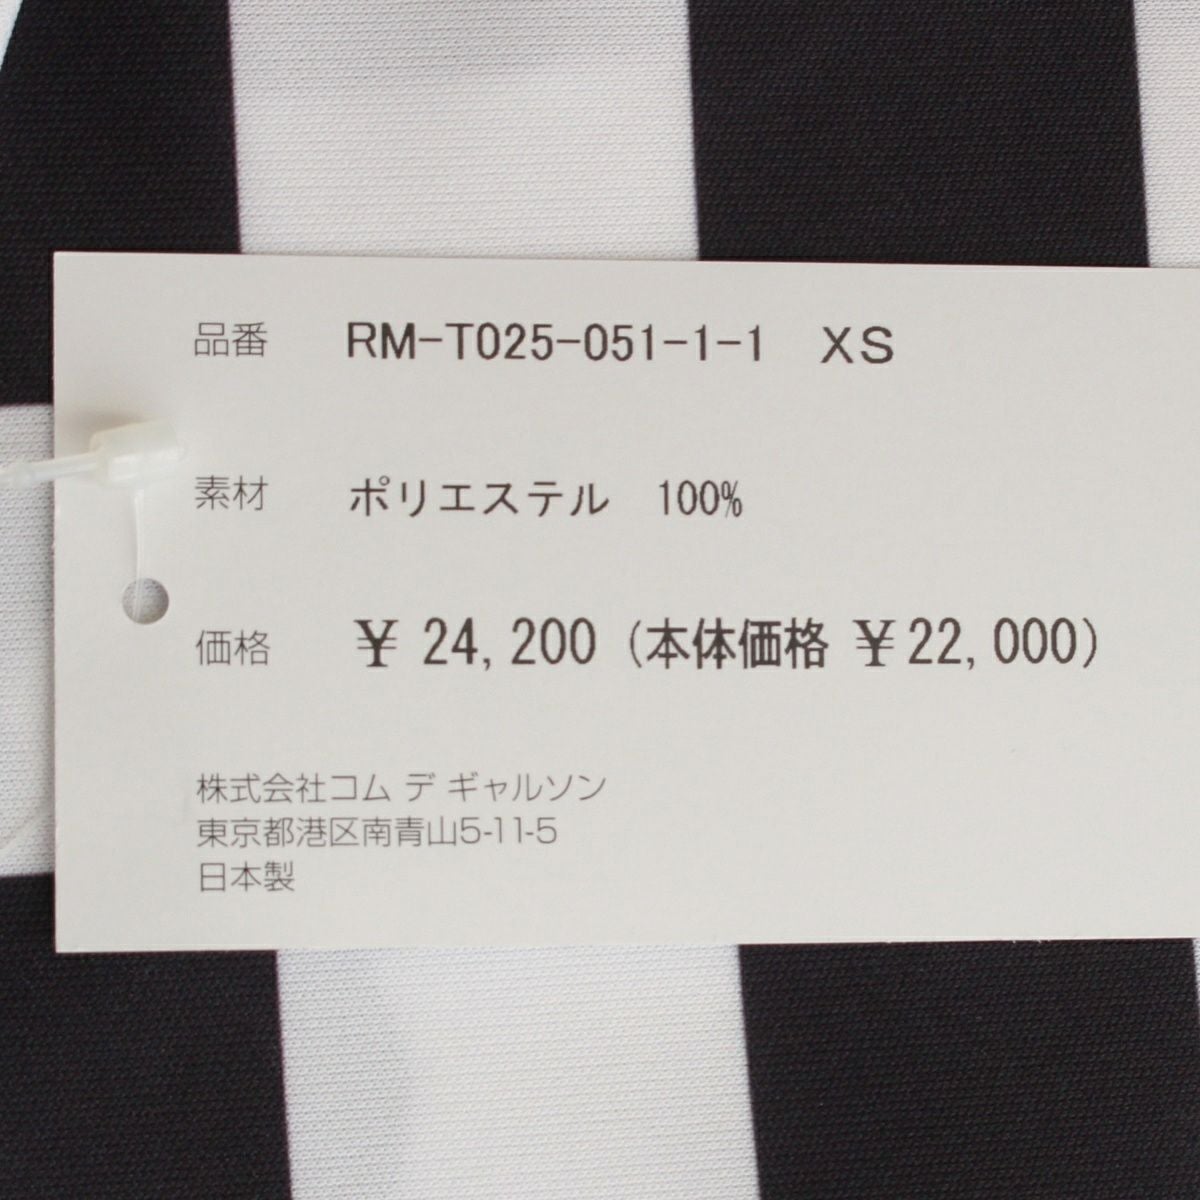 品番 RM-T025-051-1-1 XS
素材 ポリエステル 100%
価格 ¥ 24,200 (本体価格 ¥22,000)
株式会社コム デ ギャルソン
東京都港区南青山5-11-5
日本製